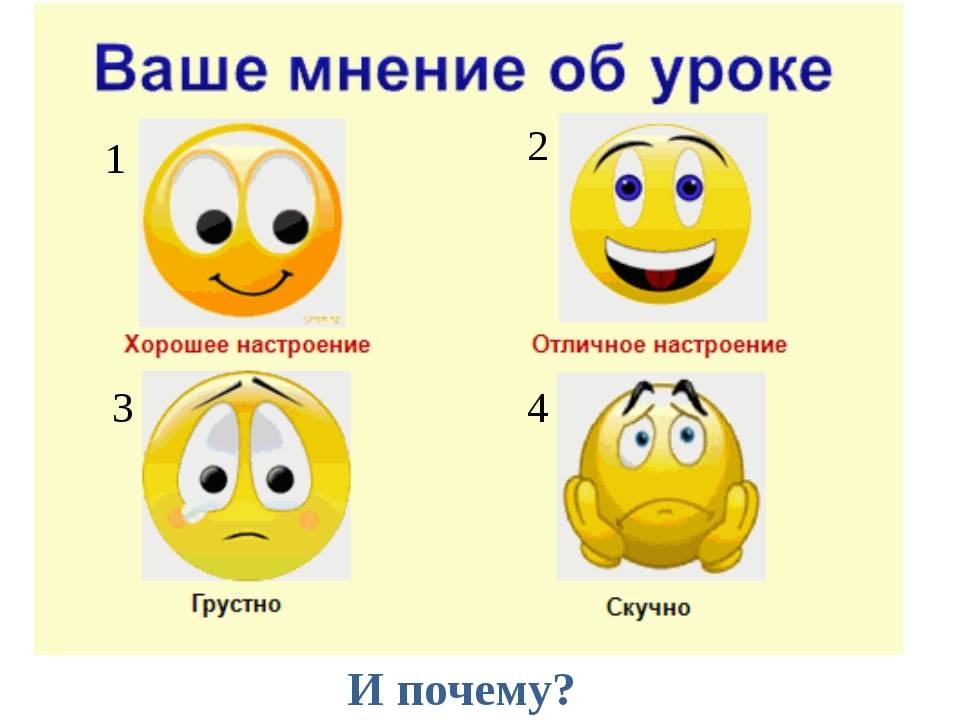 Ваше мнение об уроке
1
2
Хорошее настроение
Отличное настроение
3
4
Грустно
Скучно
И почему?